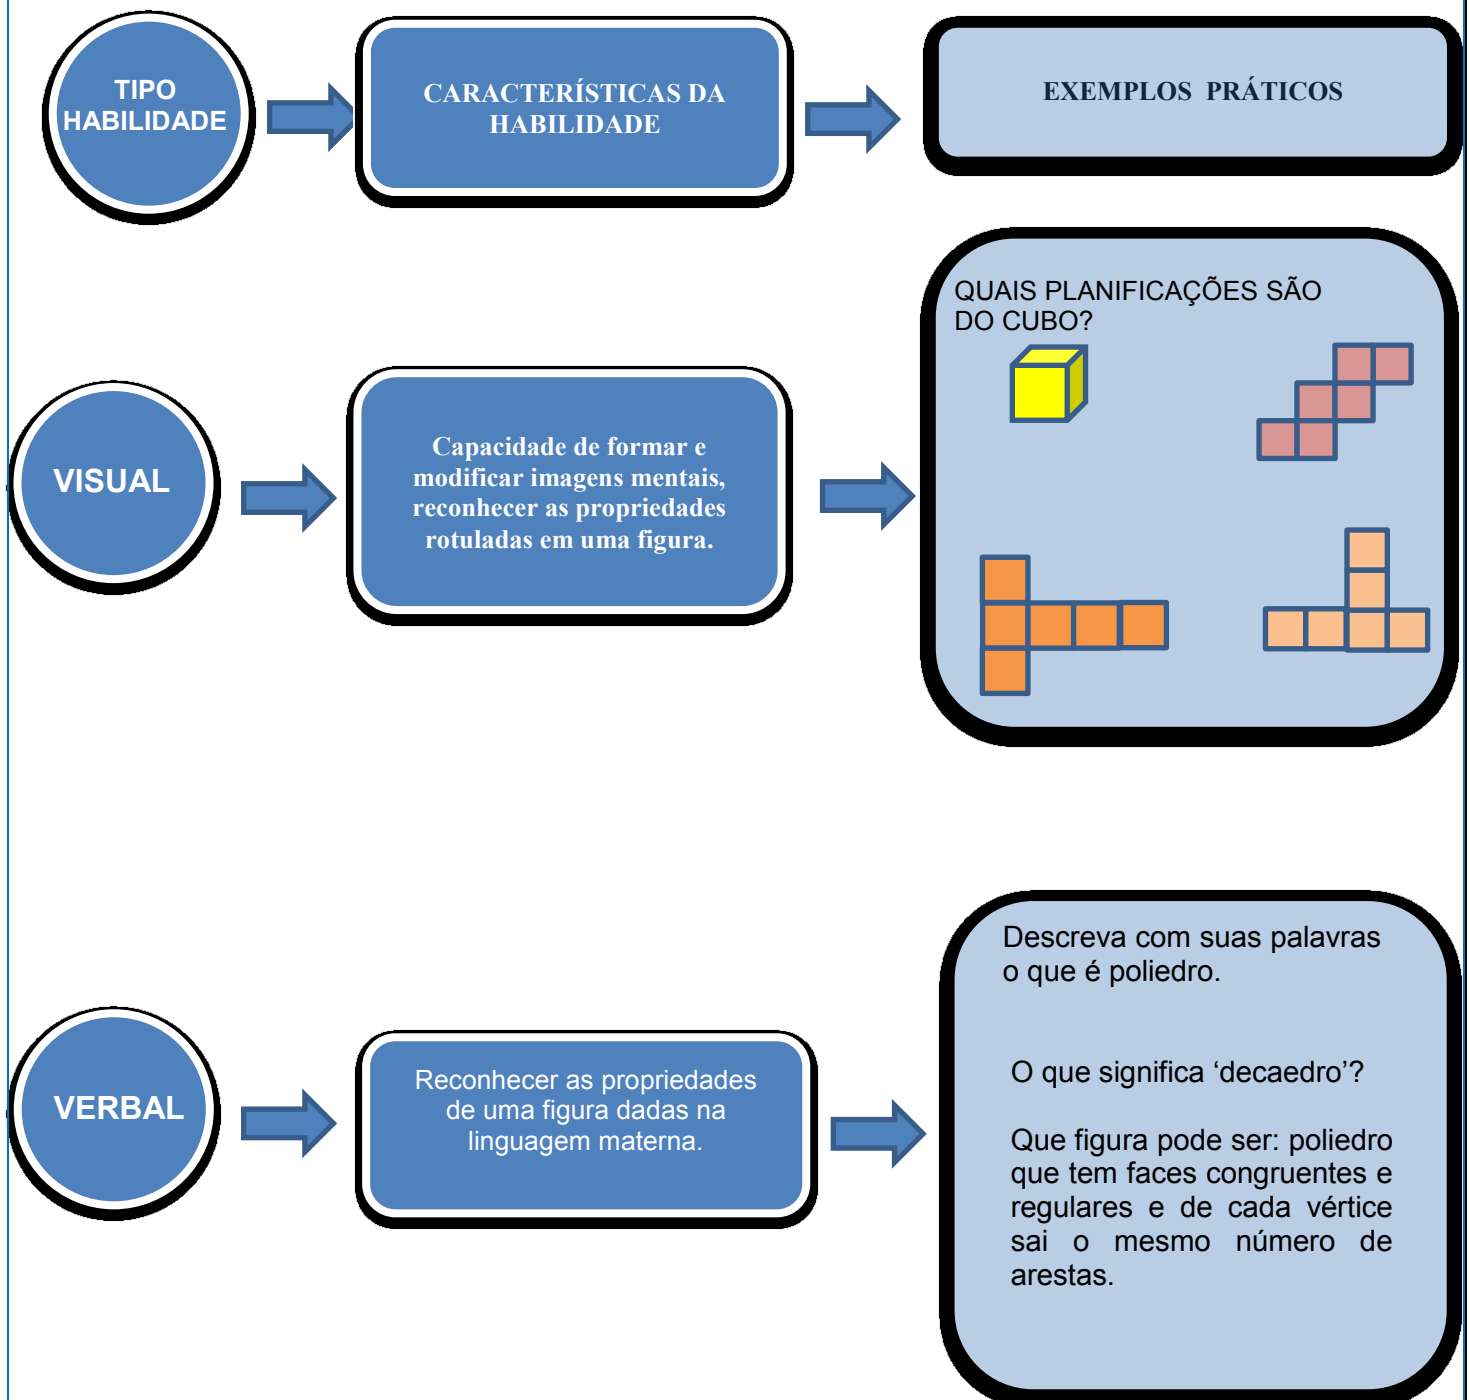 TIPO
HABILIDADE
CARACTERÍSTICAS DA
HABILIDADE
EXEMPLOS PRÁTICOS
VISUAL
Capacidade de formar e
modificar imagens mentais,
reconhecer as propriedades
rotuladas em uma figura.
QUAIS PLANIFICAÇÕES SÃO
DO CUBO?
VERBAL
Reconhecer as propriedades
de uma figura dadas na
linguagem materna.
Descreva com suas palavras
o que é poliedro.
O que significa ‘decaedro’?
Que figura pode ser: poliedro
que tem faces congruentes e
regulares e de cada vértice
sai o mesmo número de
arestas.